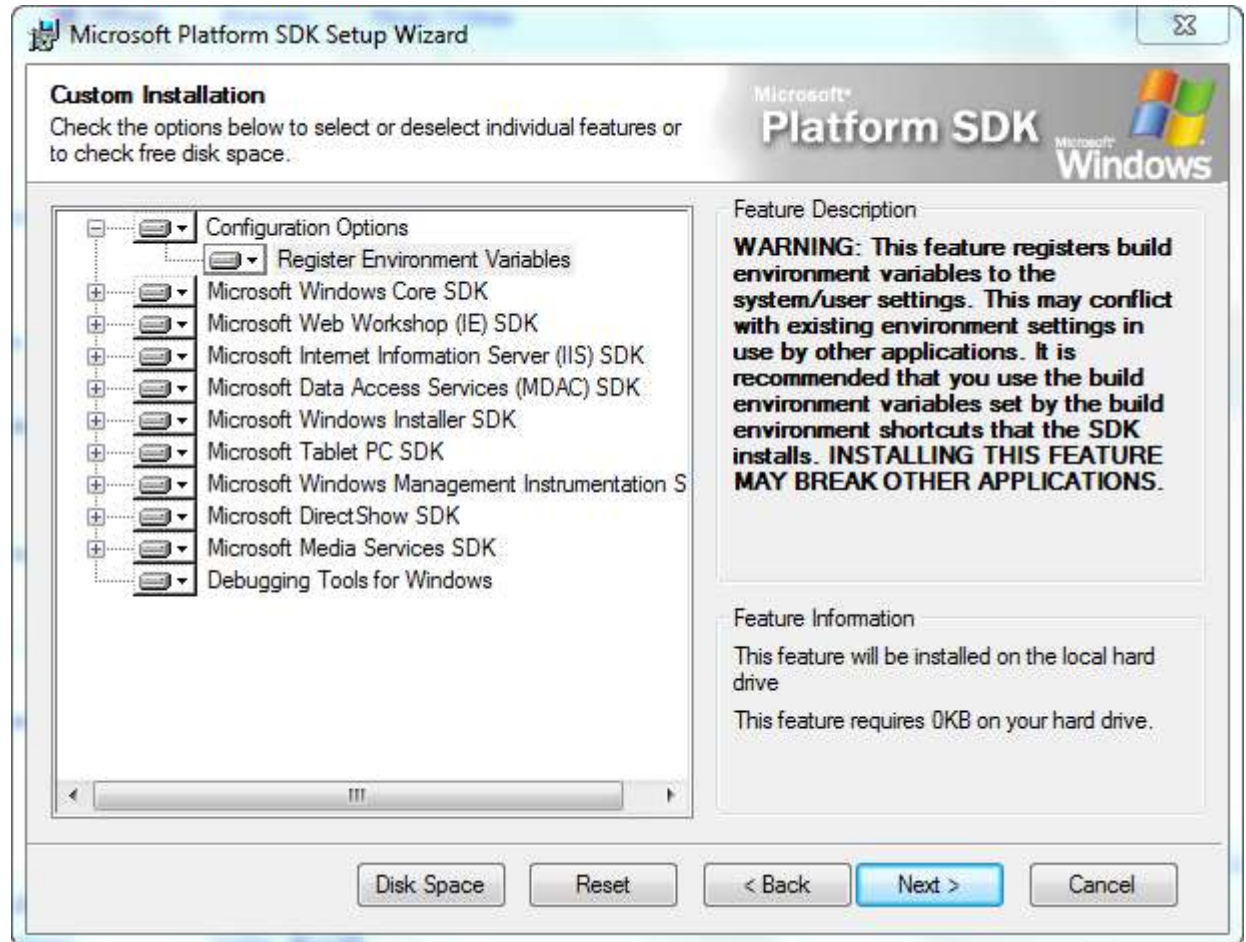 Microsoft Platform SDK Setup Wizard
Custom Installation
Check the options below to select or deselect individual features or
to check free disk space.
Microsoft®
Platform SDK
Microsoft®
Windows
Configuration Options
Register Environment Variables
Microsoft Windows Core SDK
Microsoft Web Workshop (IE) SDK
Microsoft Internet Information Server (IIS) SDK
Microsoft Data Access Services (MDAC) SDK
Microsoft Windows Installer SDK
Microsoft Tablet PC SDK
Microsoft Windows Management Instrumentation S
Microsoft DirectShow SDK
Microsoft Media Services SDK
Debugging Tools for Windows
Feature Description
WARNING: This feature registers build
environment variables to the
system/user settings. This may conflict
with existing environment settings in
use by other applications. It is
recommended that you use the build
environment variables set by the build
environment shortcuts that the SDK
installs. INSTALLING THIS FEATURE
MAY BREAK OTHER APPLICATIONS.
Feature Information
This feature will be installed on the local hard
drive
This feature requires 0KB on your hard drive.
Disk Space
Reset
< Back
Next >
Cancel